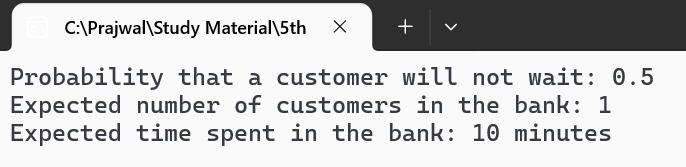 C:\Prajwal\Study Material\5th
Probability that a customer will not wait: 0.5
Expected number of customers in the bank: 1
Expected time spent in the bank: 10 minutes